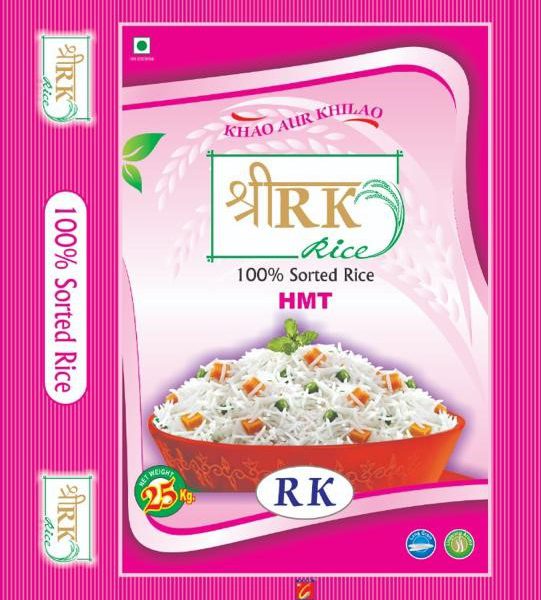 श्री RK
Rice
100% Sorted Rice
श्री RK
Rice
KHAO AUR KHILAO
श्री RK
Rice
100% Sorted Rice
HMT
NET WEIGHT
25 Kg.
RK